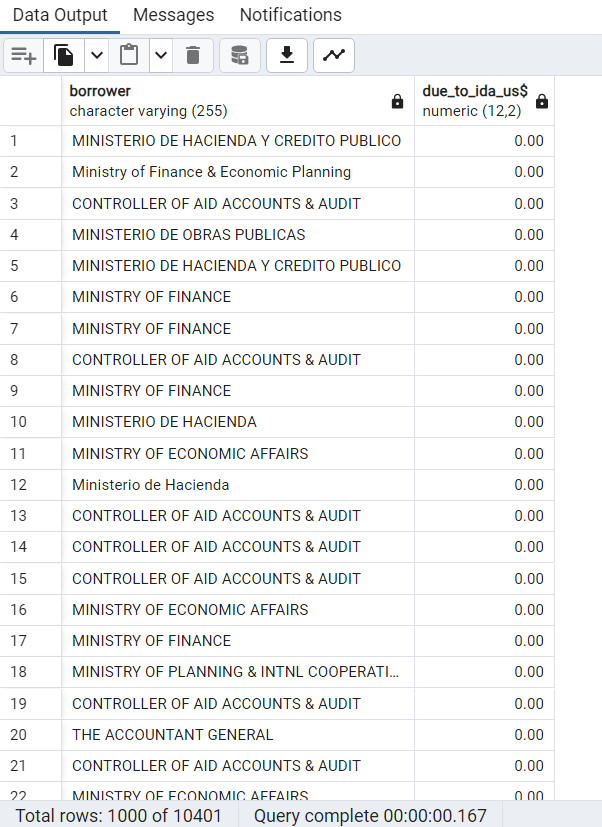 Data Output Messages Notifications
borrower due_to_ida_us$
character varying (255) numeric (12,2)
1 MINISTERIO DE HACIENDA Y CREDITO PUBLICO 0.00
2 Ministry of Finance & Economic Planning 0.00
3 CONTROLLER OF AID ACCOUNTS & AUDIT 0.00
4 MINISTERIO DE OBRAS PUBLICAS 0.00
5 MINISTERIO DE HACIENDA Y CREDITO PUBLICO 0.00
6 MINISTRY OF FINANCE 0.00
7 MINISTRY OF FINANCE 0.00
8 CONTROLLER OF AID ACCOUNTS & AUDIT 0.00
9 MINISTRY OF FINANCE 0.00
10 MINISTERIO DE HACIENDA 0.00
11 MINISTRY OF ECONOMIC AFFAIRS 0.00
12 Ministerio de Hacienda 0.00
13 CONTROLLER OF AID ACCOUNTS & AUDIT 0.00
14 CONTROLLER OF AID ACCOUNTS & AUDIT 0.00
15 CONTROLLER OF AID ACCOUNTS & AUDIT 0.00
16 MINISTRY OF ECONOMIC AFFAIRS 0.00
17 MINISTRY OF FINANCE 0.00
18 MINISTRY OF PLANNING & INTNL COOPERATI... 0.00
19 CONTROLLER OF AID ACCOUNTS & AUDIT 0.00
20 THE ACCOUNTANT GENERAL 0.00
21 CONTROLLER OF AID ACCOUNTS & AUDIT 0.00
22 MINISTRY OF ECONOMIC AFFAIRS 0.00
Total rows: 1000 of 10401 Query complete 00:00:00.167